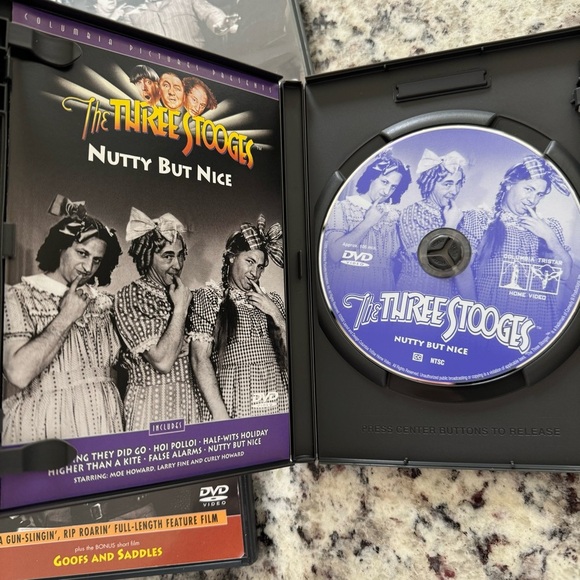 COLUMBIA PICTURES PRESENTS
The THREE STOOGES™
NUTTY BUT NICE
DVD
INCLUDES
ING THEY DID GO · HOI POLLOI · HALF-WITS HOLIDAY
HIGHER THAN A KITE · FALSE ALARMS · NUTTY BUT NICE
STARRING: MOE HOWARD, LARRY FINE AND CURLY HOWARD
DVD
VIDEO
COLUMBIA TRISTAR
HOME VIDEO
The THREE STOOGES™
NUTTY BUT NICE
NTSC
PRESS CENTER BUTTONS TO RELEASE
DVD
VIDEO
A GUN-SLINGIN', RIP ROARIN' FULL-LENGTH FEATURE FILM
plus the BONUS short film
GOOFS AND SADDLES